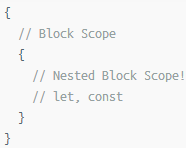 {
// Block Scope
{
// Nested Block Scope!
// let, const
}
}